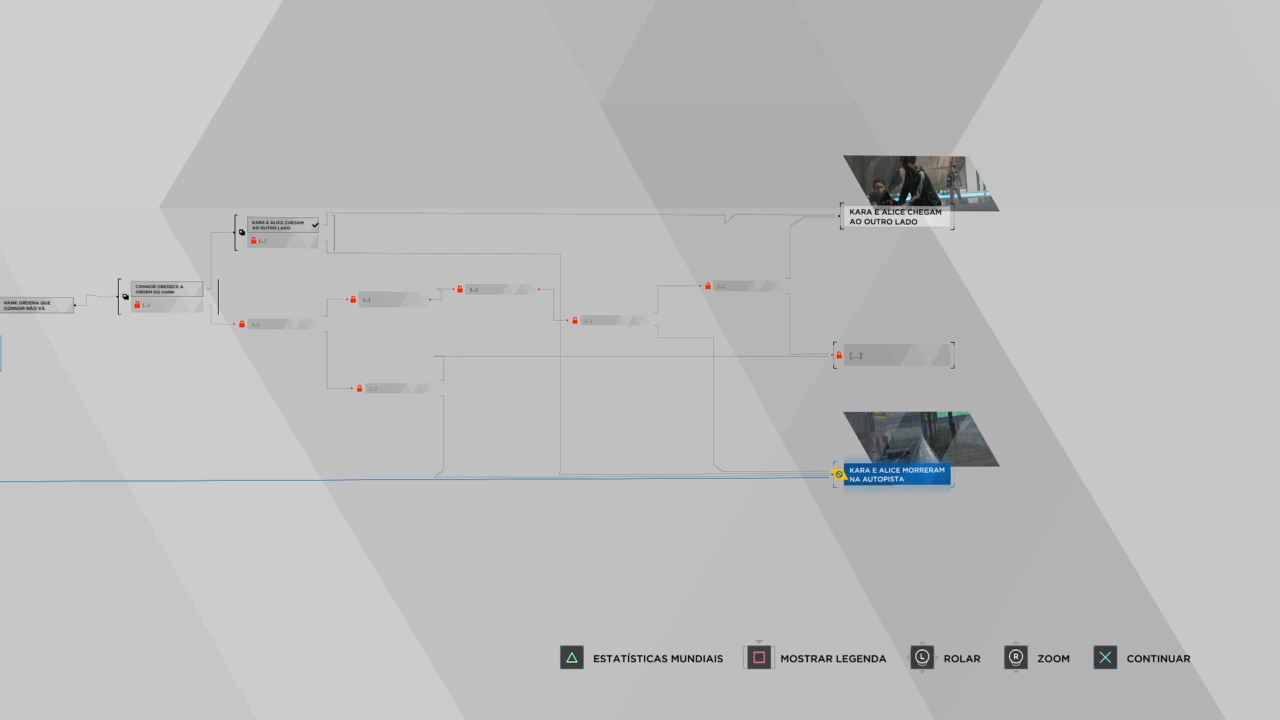 KARA E ALICE CHEGAM
AO OUTRO LADO
KARA E ALICE CHEGAM
AO OUTRO LADO
[...]
CONNOR OBEDECE A
ORDEM DO HANK
[...]
HANK ORDENA QUE
CONNOR NÃO VÁ
[...]
[...]
[...]
[...]
[...]
[...]
[...]
KARA E ALICE MORRERAM
NA AUTOPISTA
ESTATÍSTICAS MUNDIAIS
MOSTRAR LEGENDA
L
ROLAR
R
ZOOM
CONTINUAR